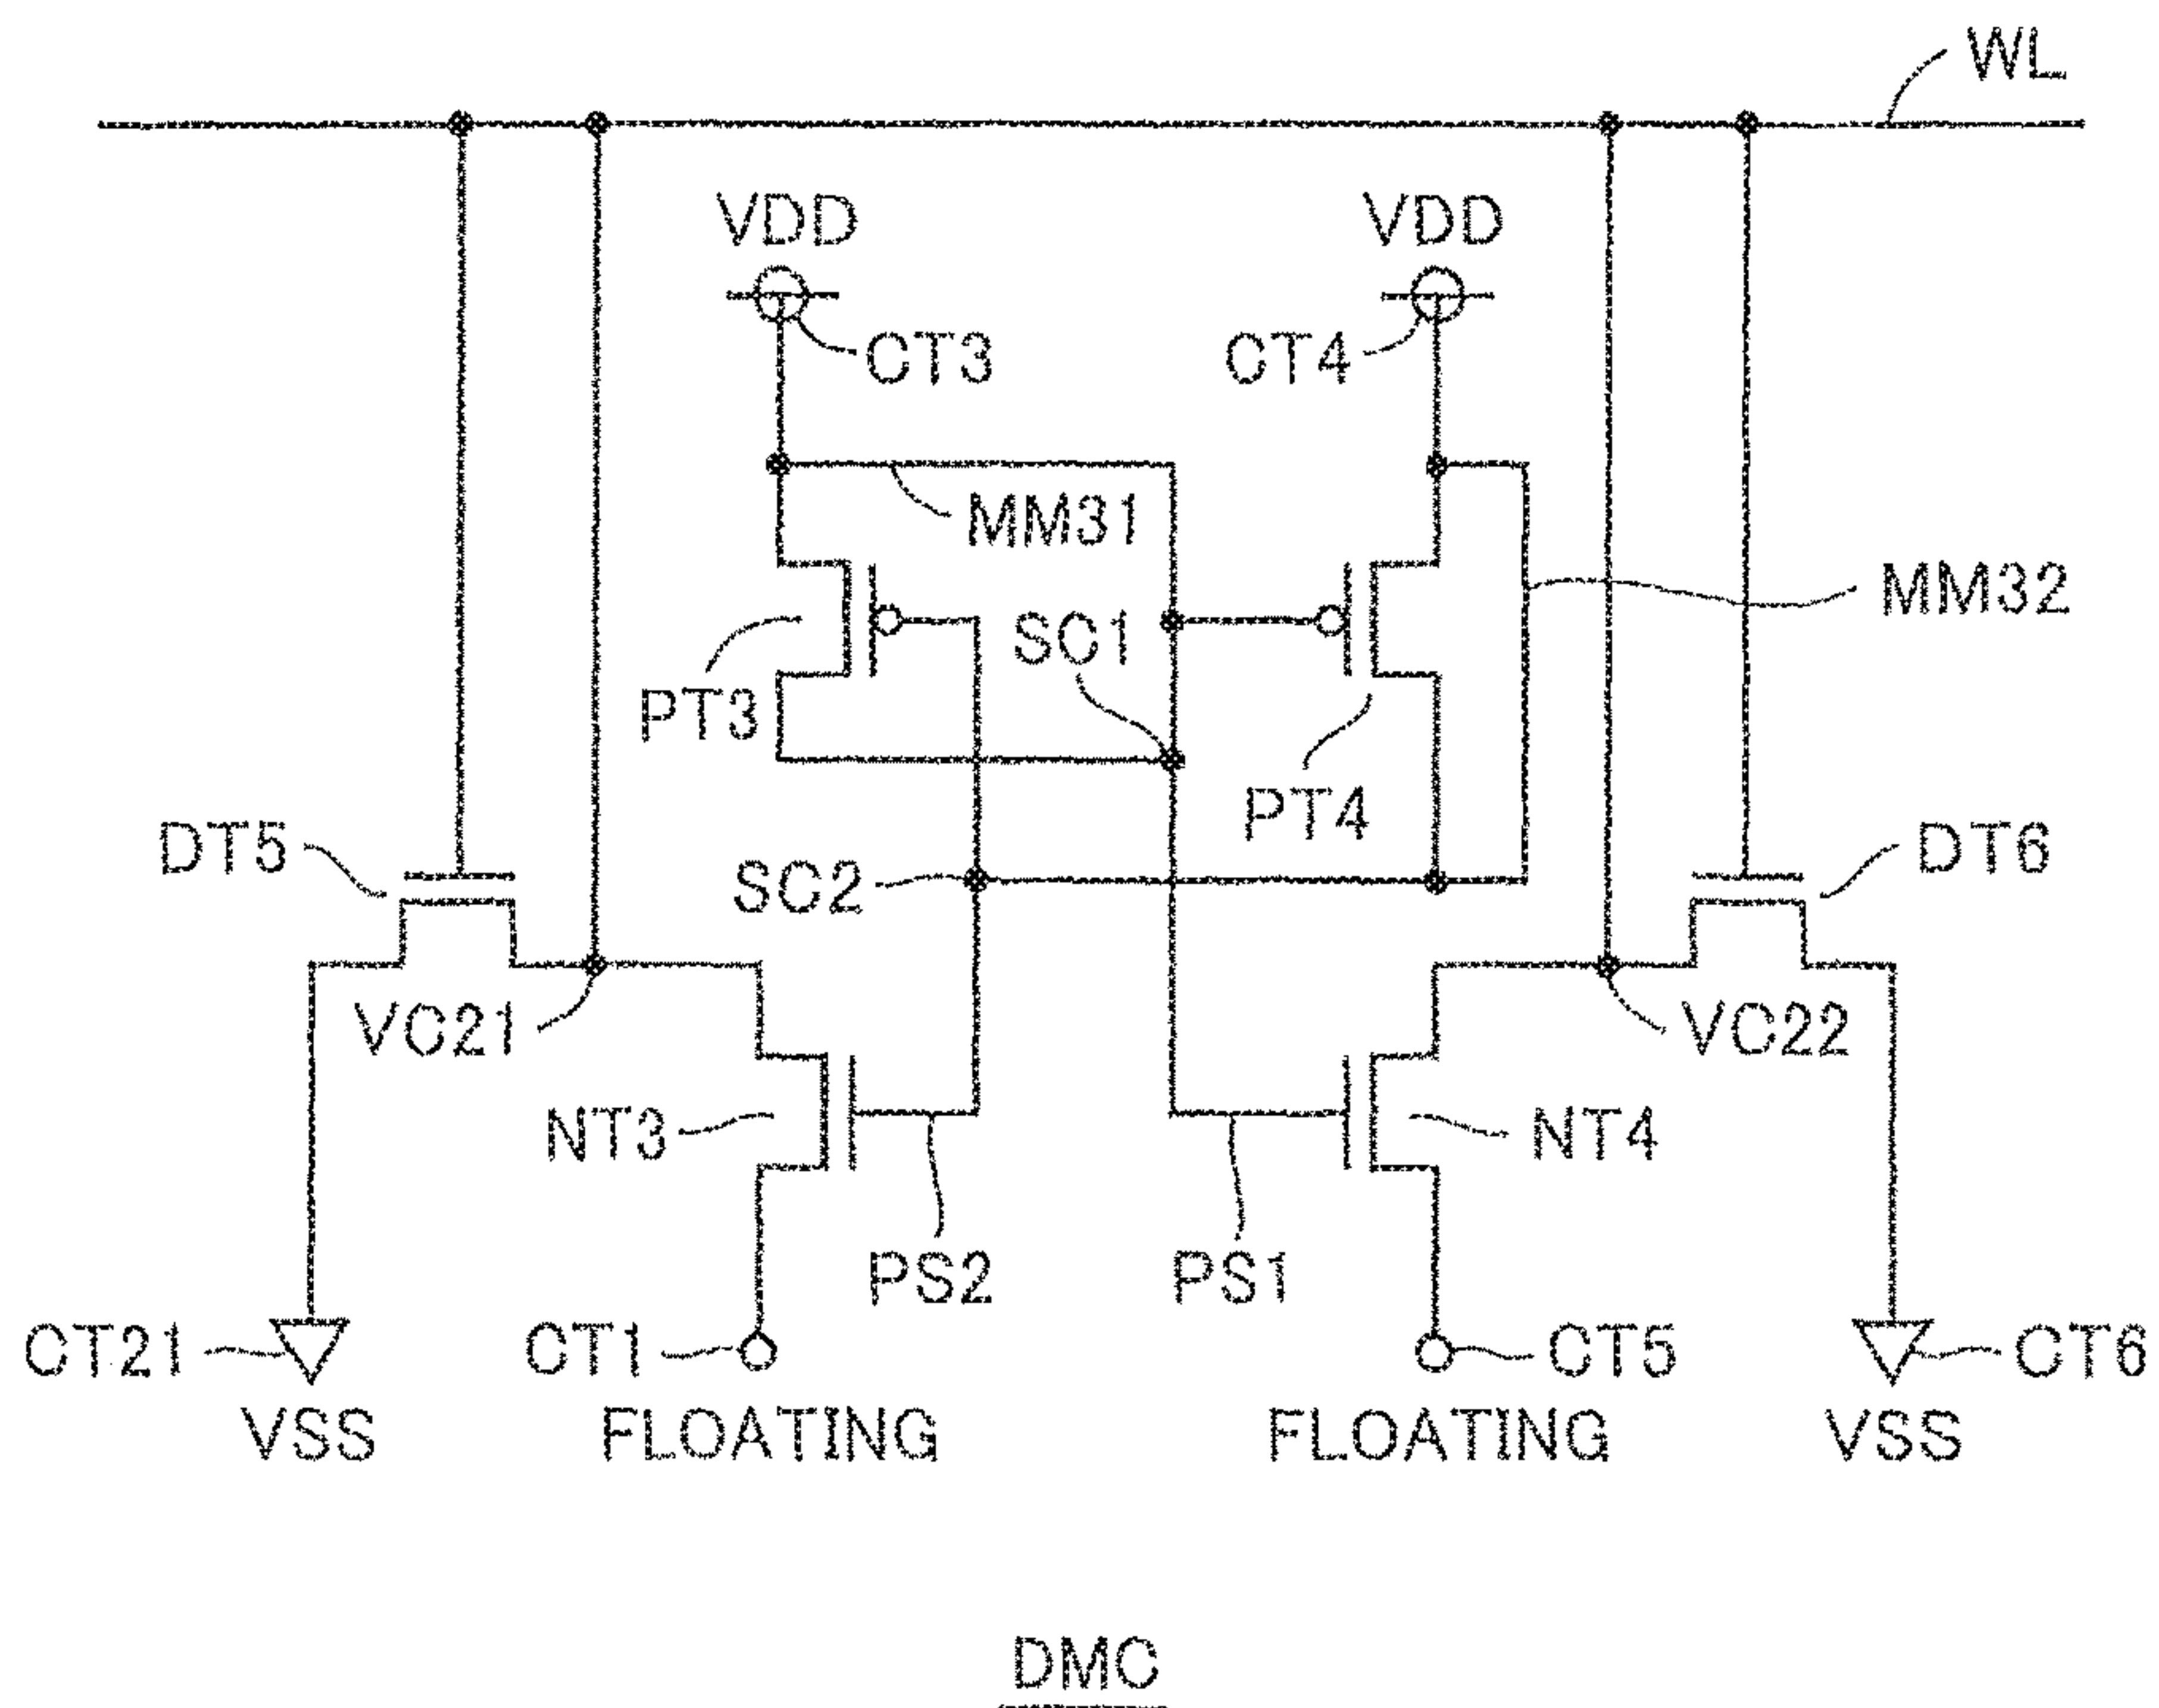 WL
VDD
VDD
CT3
CT4
MM31
MM32
SC1
PT3
PT4
DT5
SC2
DT6
VC21
VC22
NT3
NT4
PS2
PS1
CT21
CT1
CT5
CT6
VSS
FLOATING
FLOATING
VSS
DMC